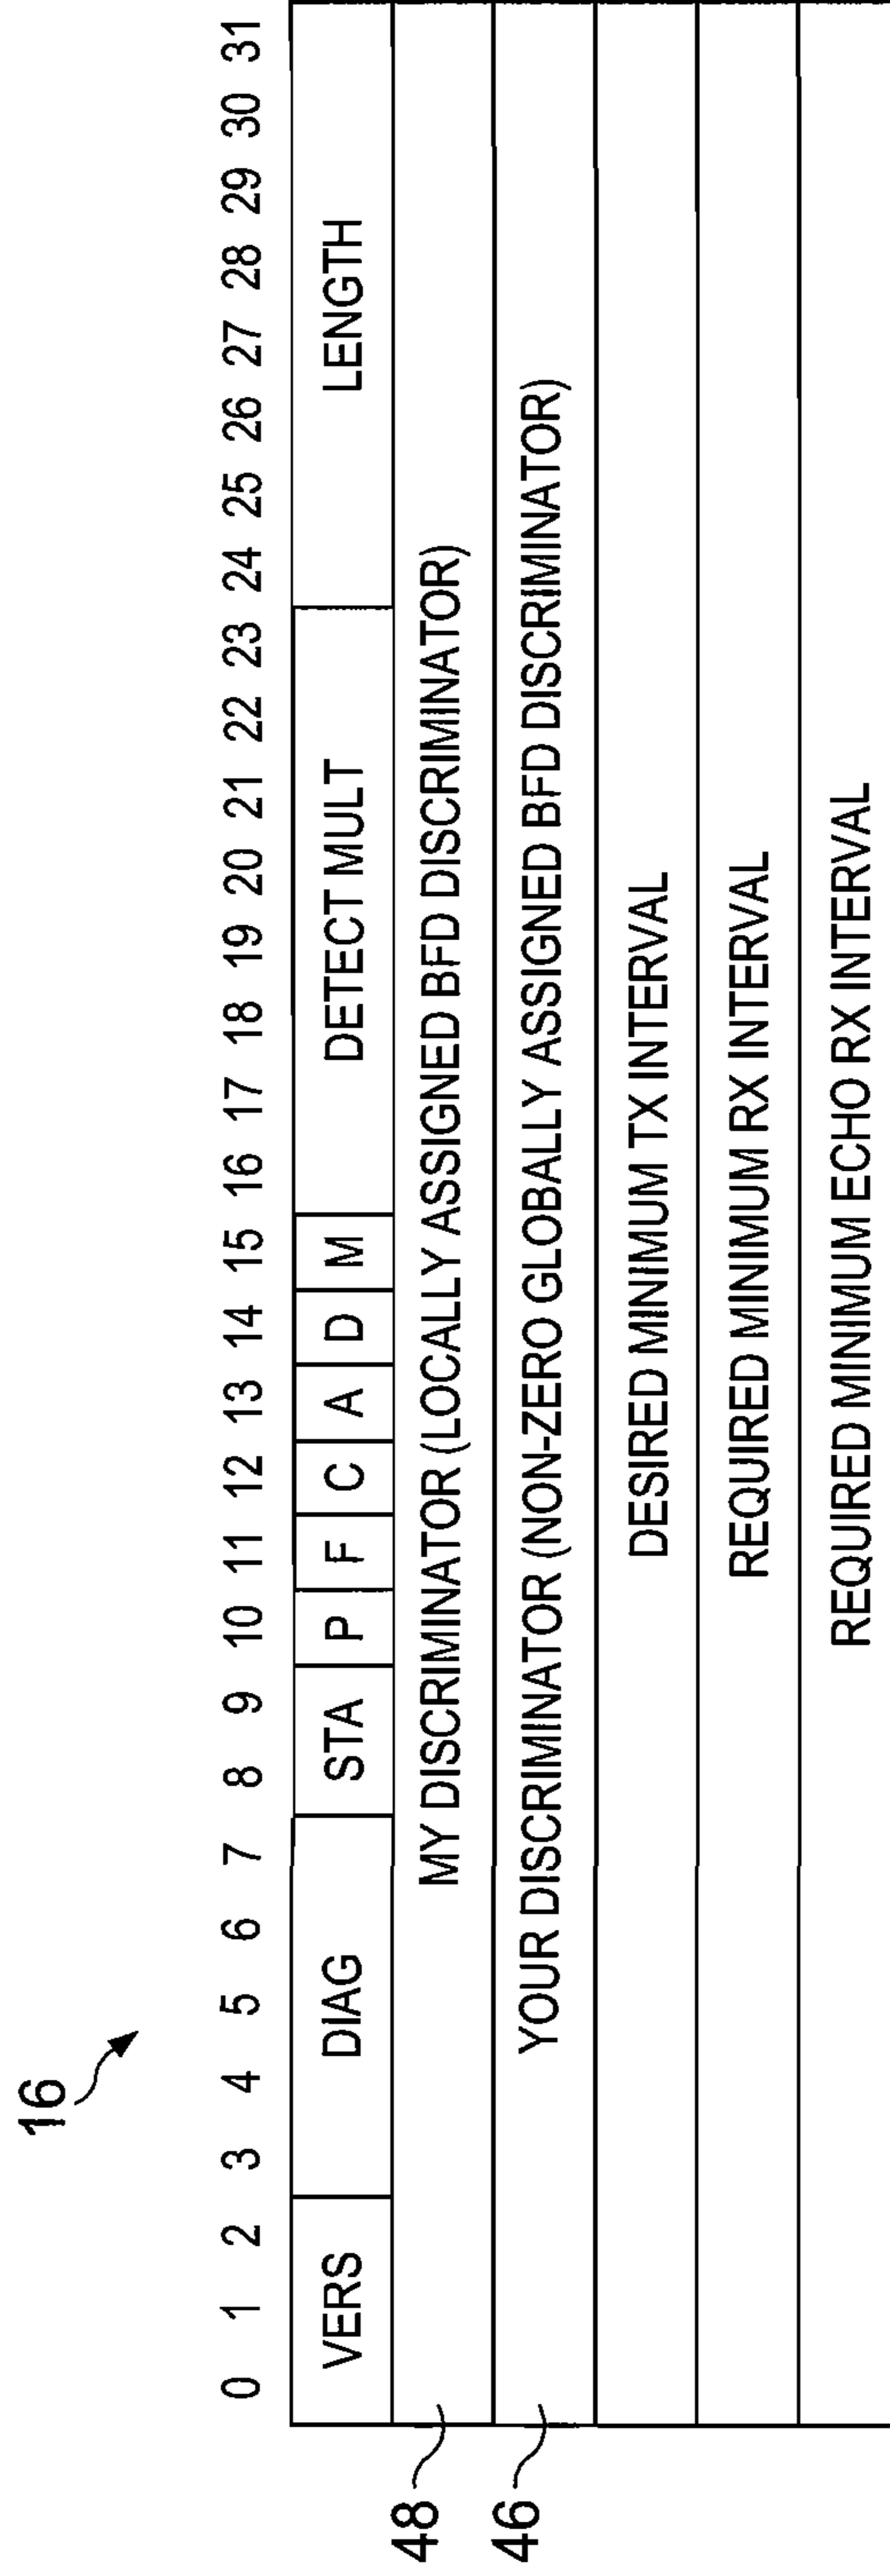 16
0 1 2 3 4 5 6 7 8 9 10 11 12 13 14 15 16 17 18 19 20 21 22 23 24 25 26 27 28 29 30 31
VERS DIAG STA P F C A D M DETECT MULT LENGTH
48 MY DISCRIMINATOR (LOCALLY ASSIGNED BFD DISCRIMINATOR)
46 YOUR DISCRIMINATOR (NON-ZERO GLOBALLY ASSIGNED BFD DISCRIMINATOR)
DESIRED MINIMUM TX INTERVAL
REQUIRED MINIMUM RX INTERVAL
REQUIRED MINIMUM ECHO RX INTERVAL